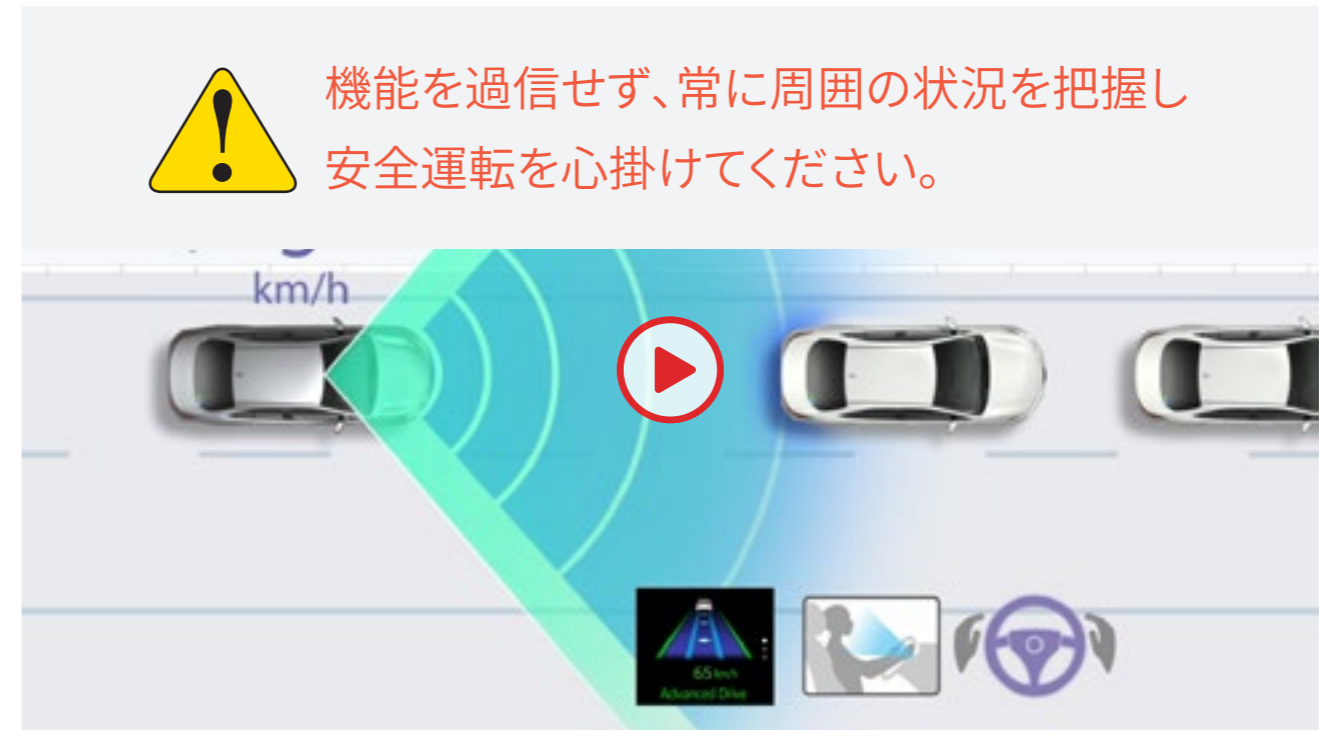 機能を過信せず、常に周囲の状況を把握し
安全運転を心掛けてください。
km/h
65 km/h
Advanced Drive